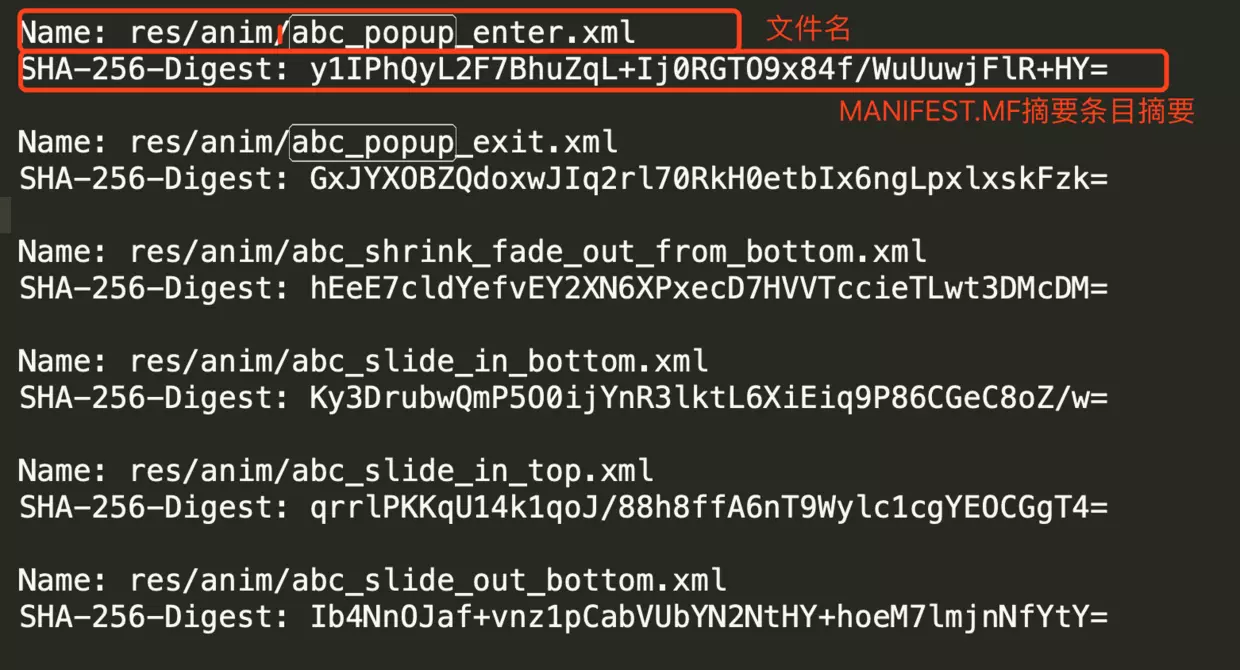 Name: res/anim/abc_popup_enter.xml 文件名
SHA-256-Digest: y1IPhQyL2F7BhuZqL+Ij0RGTO9x84f/WuUuwjFlR+HY=
MANIFEST.MF摘要条目摘要
Name: res/anim/abc_popup_exit.xml
SHA-256-Digest: GxJYXOBZQdoxwJIq2rl70RkH0etbIx6ngLpxlxskFzk=
Name: res/anim/abc_shrink_fade_out_from_bottom.xml
SHA-256-Digest: hEeE7cldYefvEY2XN6XPxecD7HVVTccieTLwt3DMcDM=
Name: res/anim/abc_slide_in_bottom.xml
SHA-256-Digest: Ky3DrubwQmP5O0ijYnR3lktL6XiEiq9P86CGeC8oZ/w=
Name: res/anim/abc_slide_in_top.xml
SHA-256-Digest: qrrlPKKqU14k1qoJ/88h8ffA6nT9Wylc1cgYEOCGgT4=
Name: res/anim/abc_slide_out_bottom.xml
SHA-256-Digest: Ib4NnOJaf+vnz1pCabVUbYN2NtHY+hoeM7lmjnNfYtY=